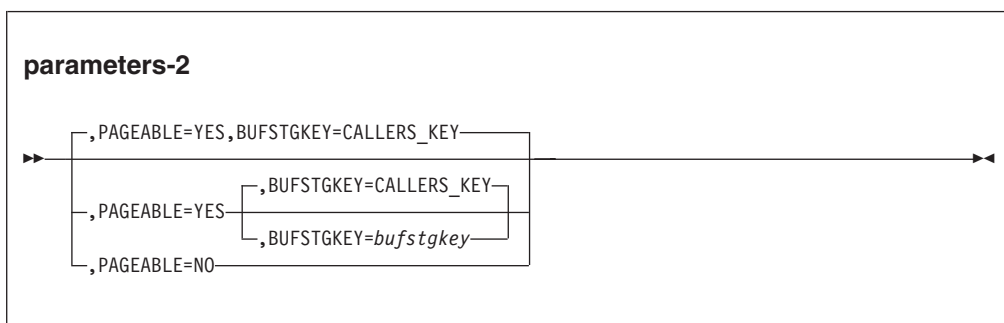 parameters-2
,PAGEABLE=YES,BUFSTGKEY=CALLERS_KEY
,BUFSTGKEY=CALLERS_KEY
,PAGEABLE=YES
,BUFSTGKEY=bufstgkey
,PAGEABLE=NO